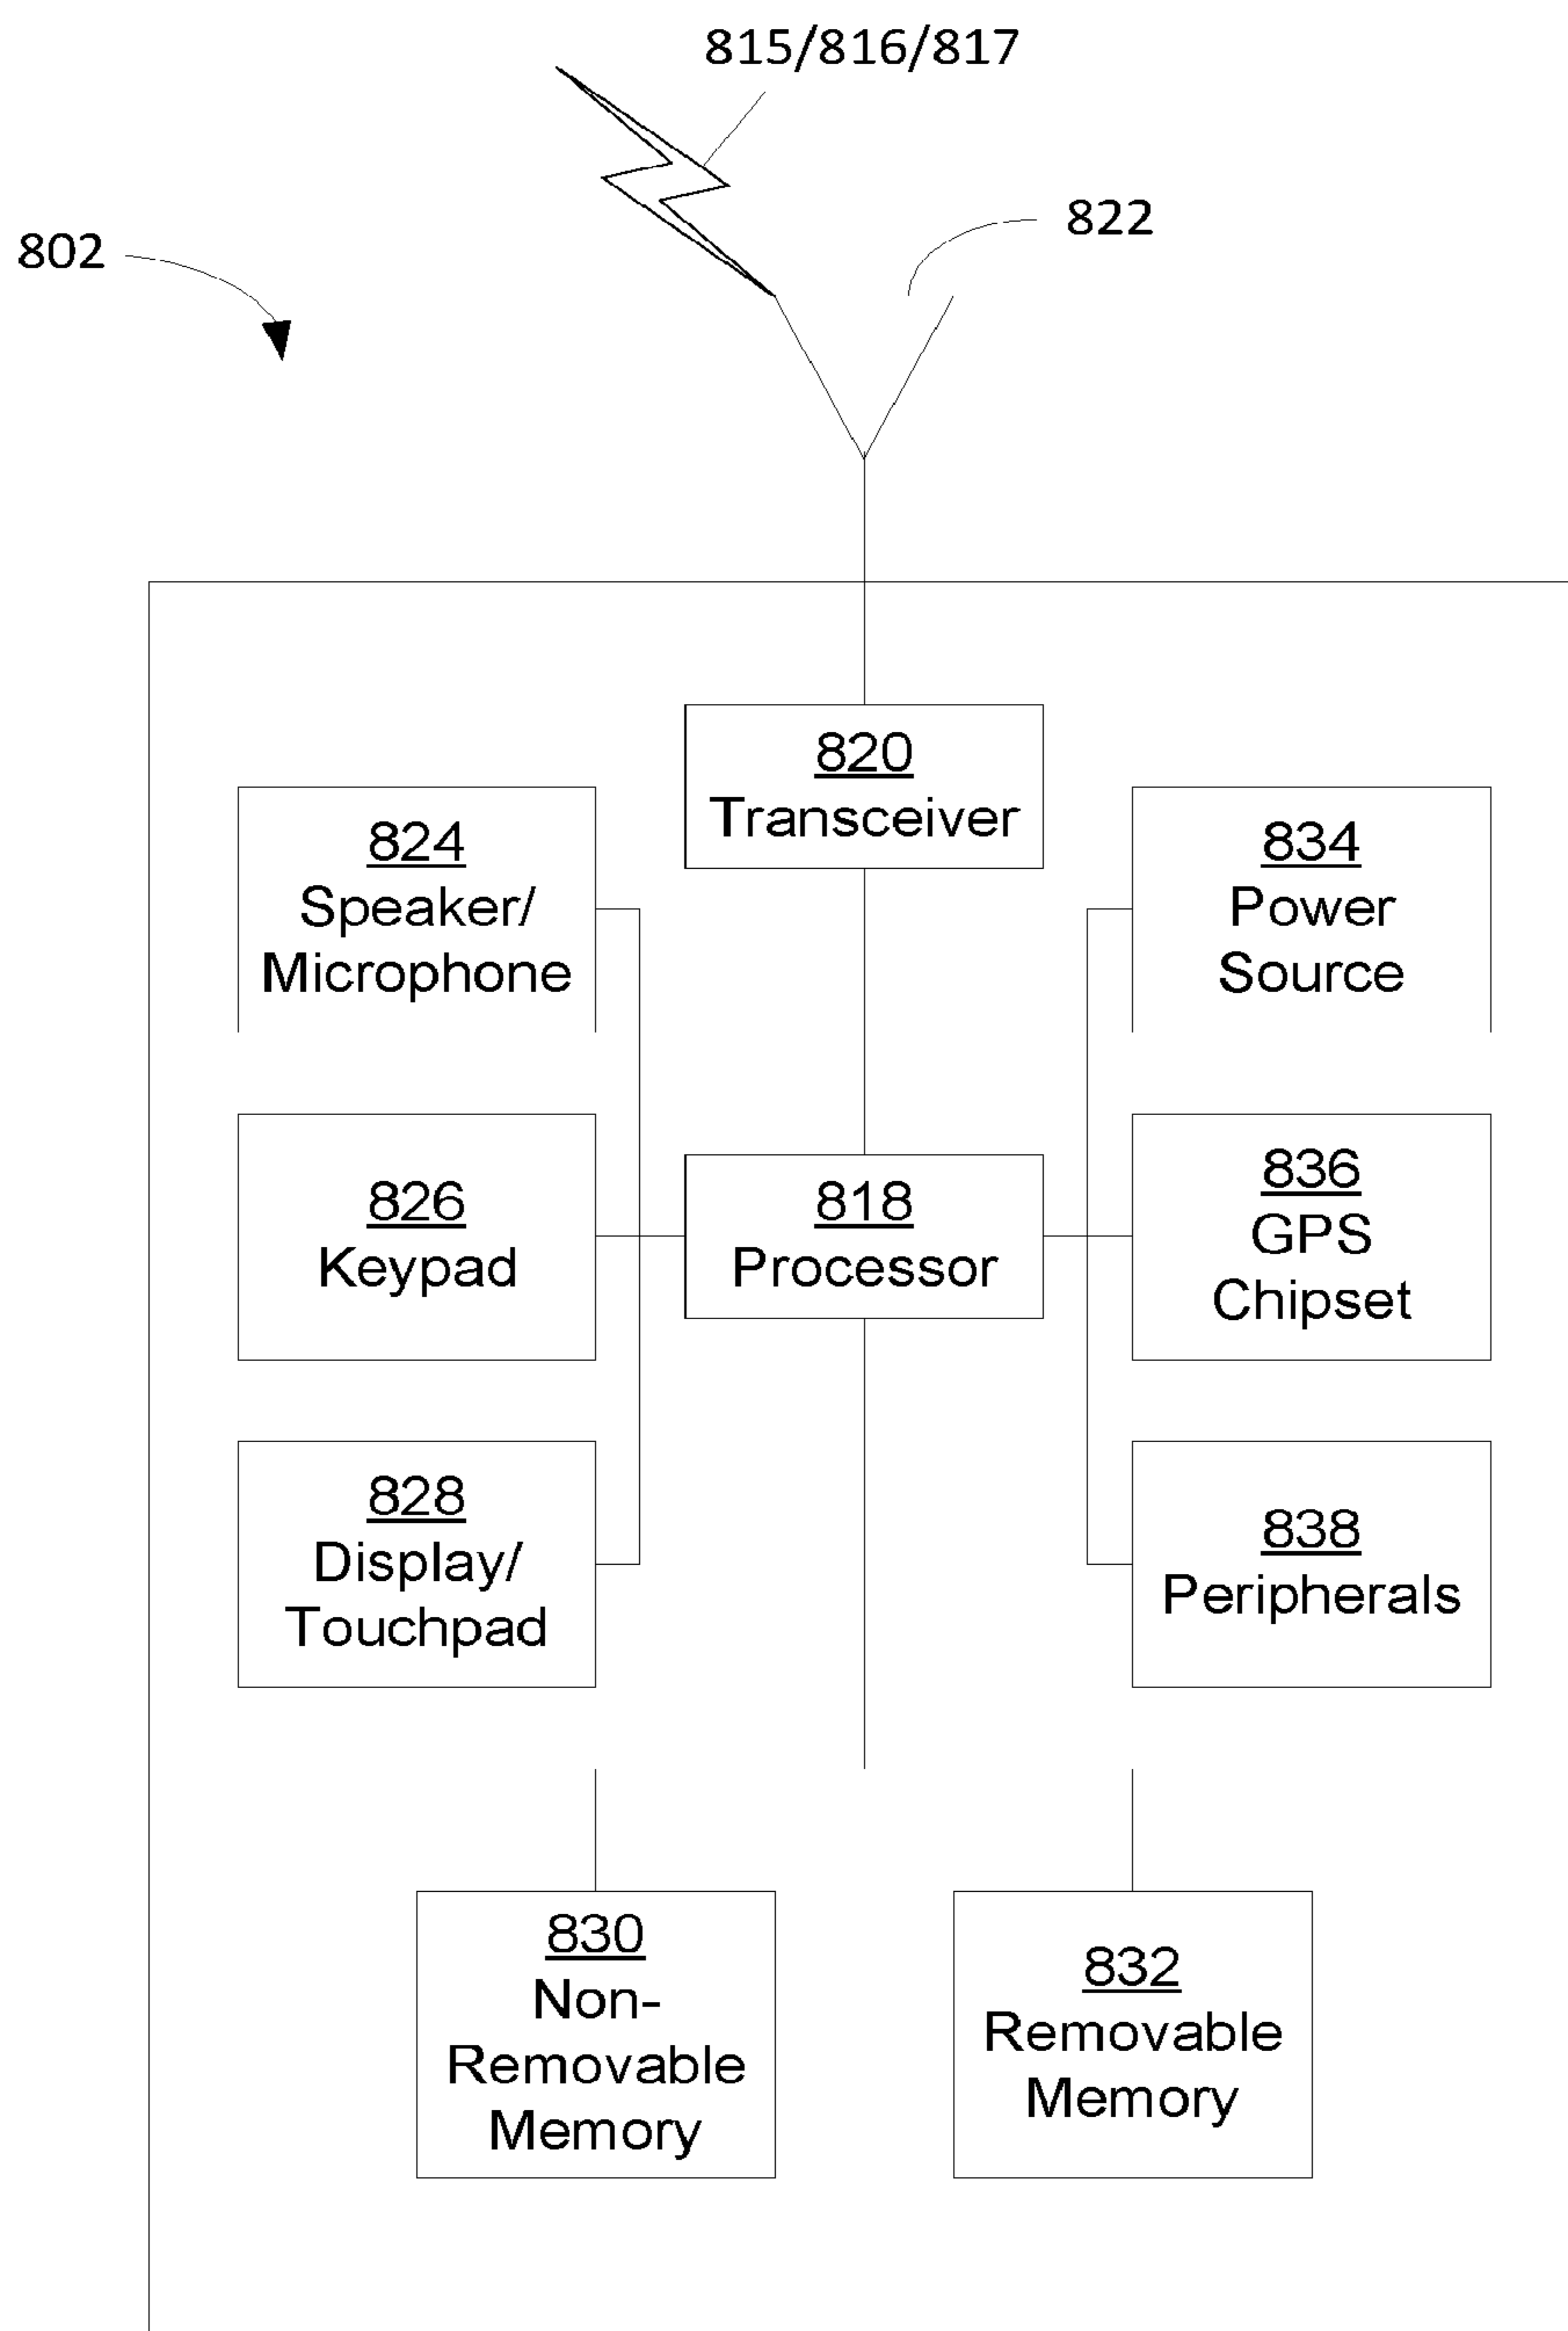 815/816/817
822
802
820
Transceiver
824
Speaker/
Microphone
834
Power
Source
826
Keypad
818
Processor
836
GPS
Chipset
828
Display/
Touchpad
838
Peripherals
830
Non-
Removable
Memory
832
Removable
Memory